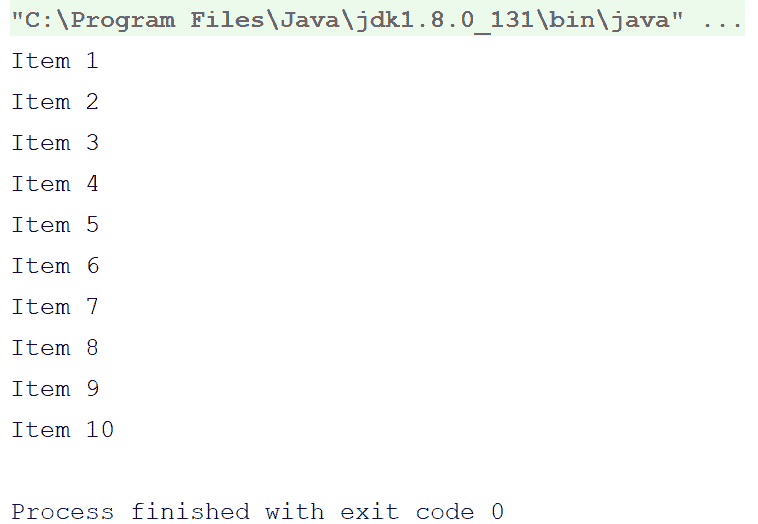 "C:\Program Files\Java\jdk1.8.0_131\bin\java" ...
Item 1
Item 2
Item 3
Item 4
Item 5
Item 6
Item 7
Item 8
Item 9
Item 10
Process finished with exit code 0